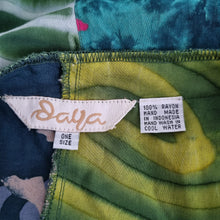 Daya
ONE
SIZE
100% RAYON
HAND MADE
IN INDONESIA
HAND WASH IN
COOL WATER